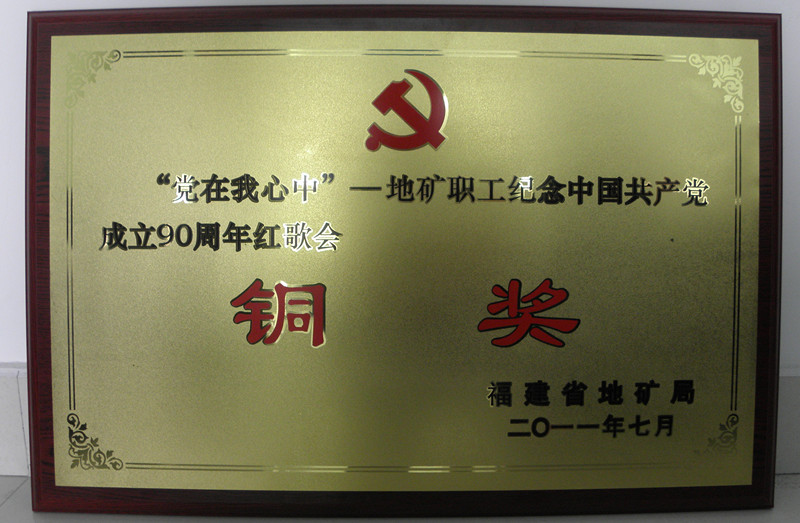 “党在我心中”—地矿职工纪念中国共产党
成立90周年红歌会
铜奖
福建省地矿局
二〇一一年七月